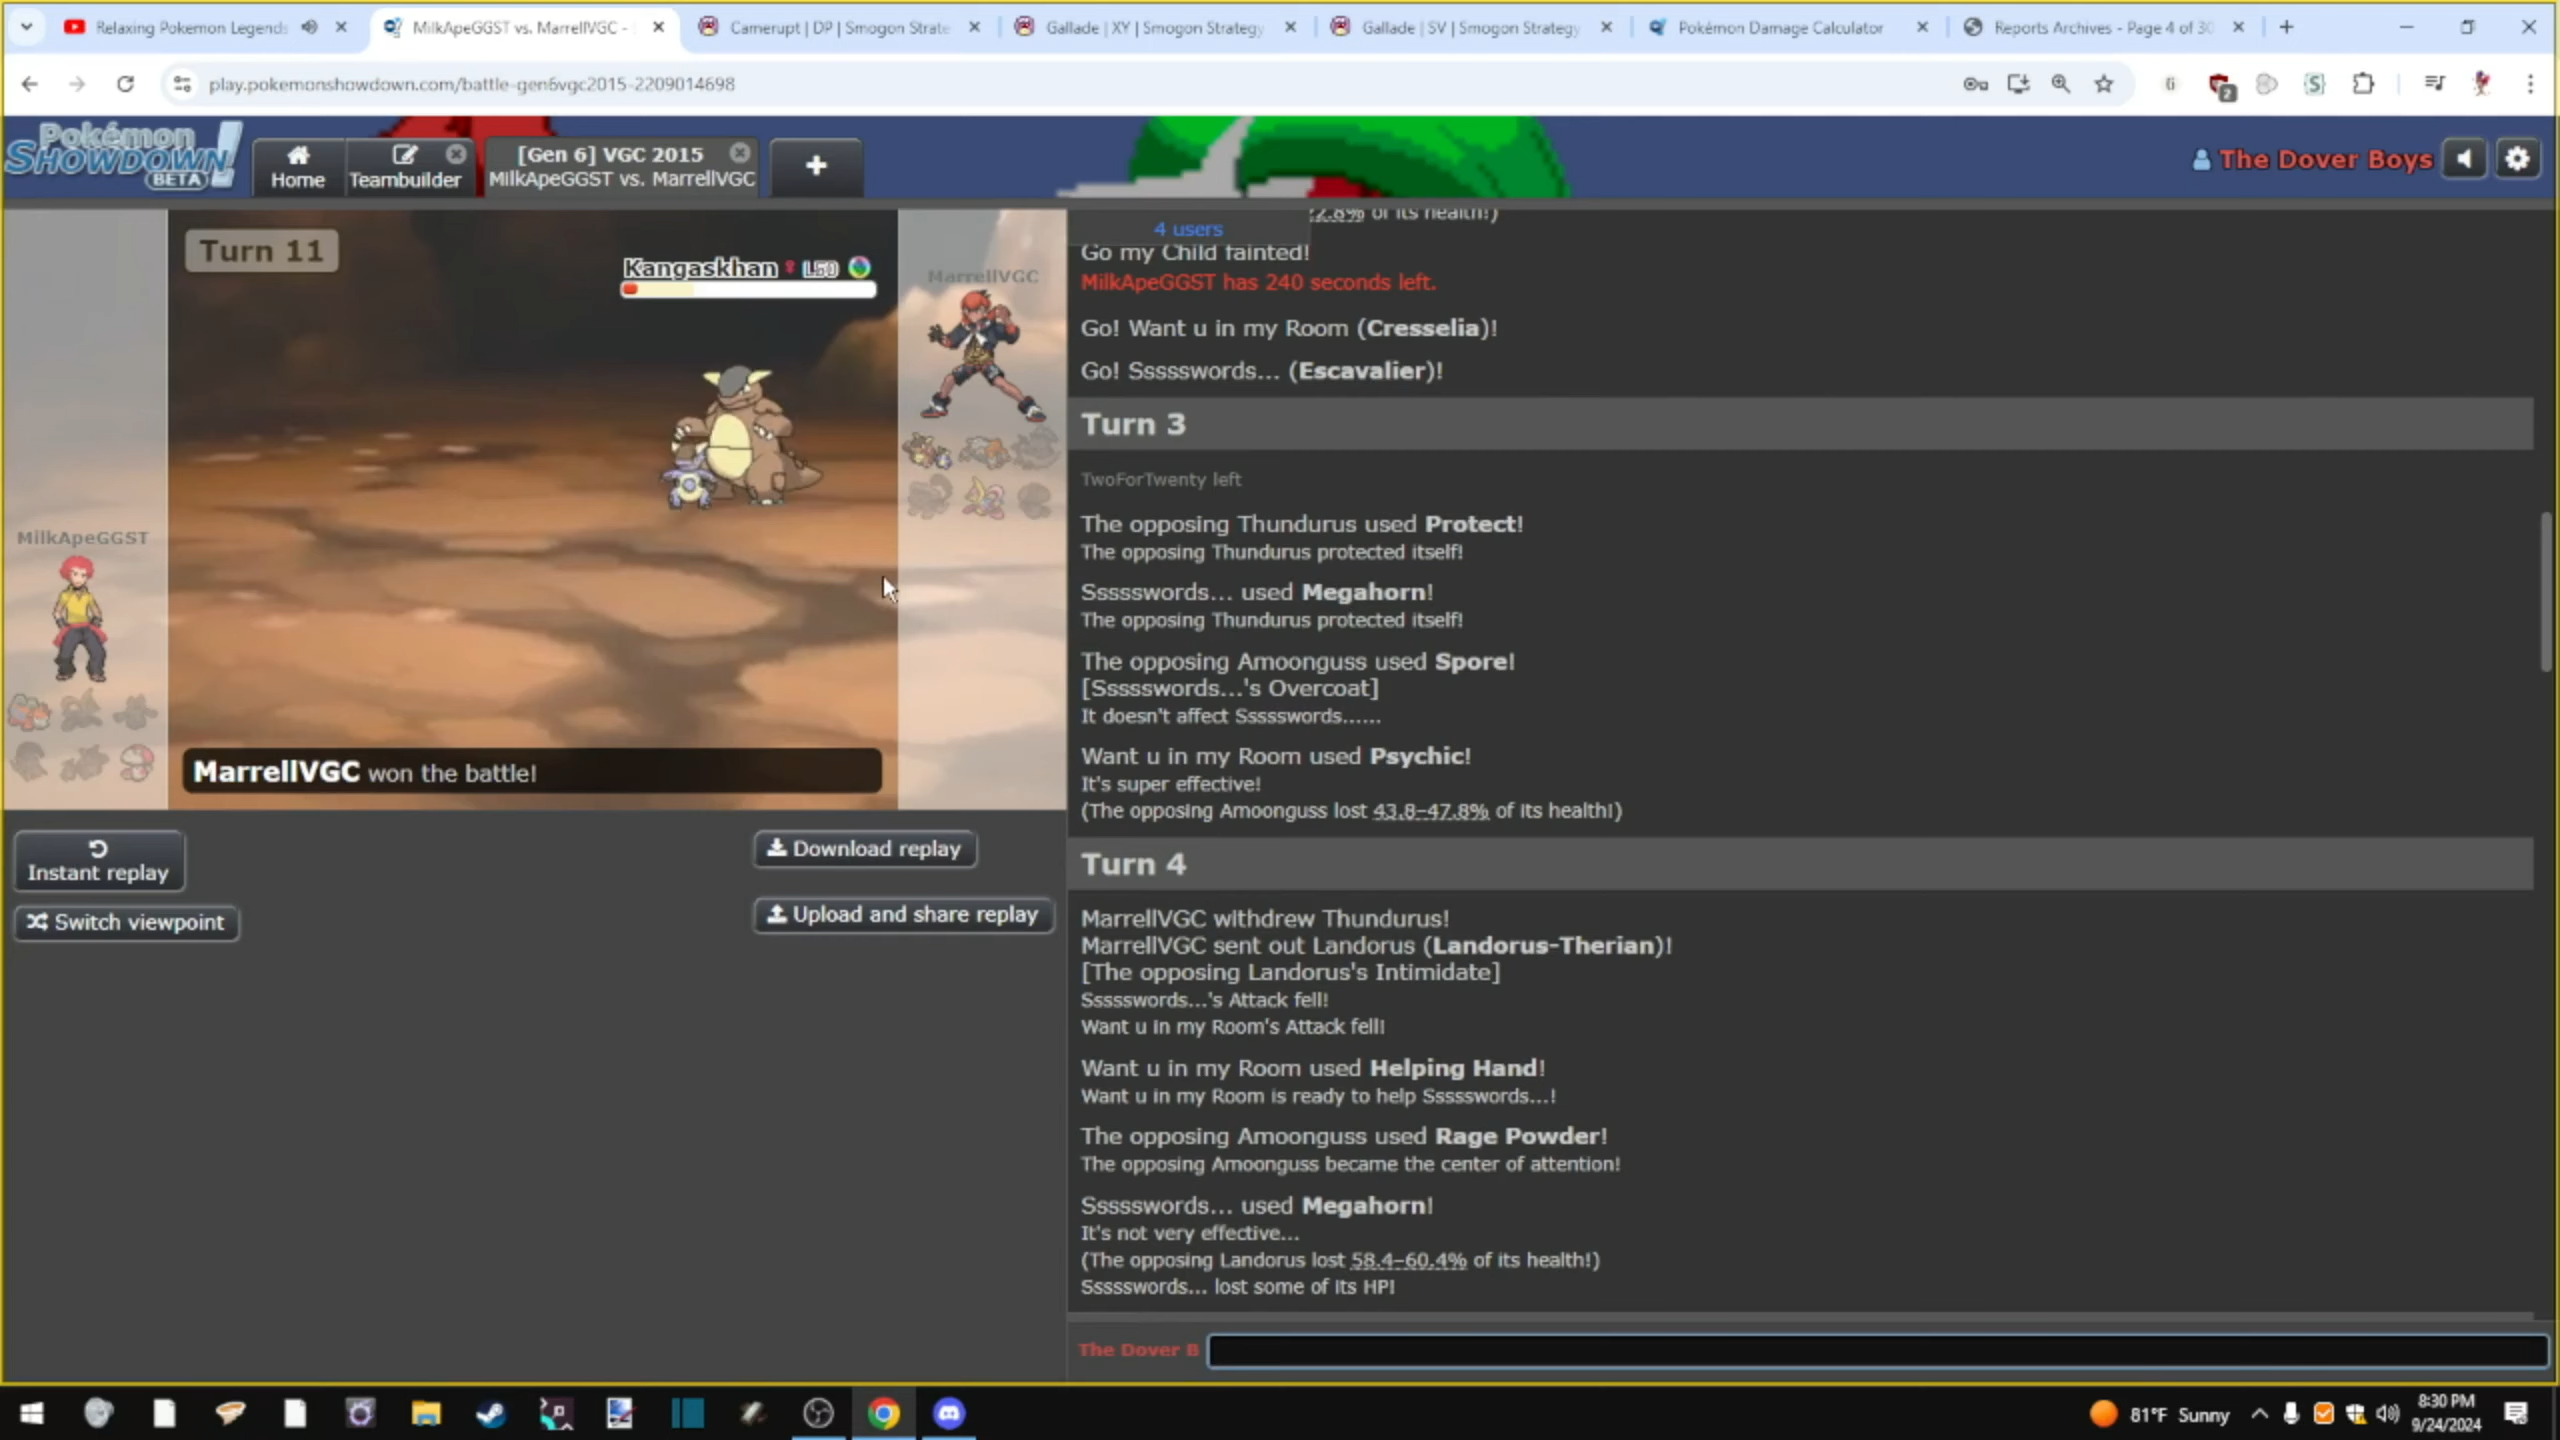 Relaxing Pokemon Legends
MilkApeGGST vs. MarrellVGC -
Camerupt | DP | Smogon Strate
Gallade | XY | Smogon Strategy
Gallade | SV | Smogon Strategy
Pokémon Damage Calculator
Reports Archives - Page 4 of 30
play.pokemonshowdown.com/battle-gen6vgc2015-2209014698
2
Pokémon
SHOWDOWN!
BETA
Home
Teambuilder
[Gen 6] VGC 2015
MilkApeGGST vs. MarrellVGC
The Dover Boys
Turn 11
Kangaskhan L50
MarrellVGC
MilkApeGGST
MarrellVGC won the battle!
Instant replay
Switch viewpoint
Download replay
Upload and share replay
4 users
22.8% of its health!)
Go my Child fainted!
MilkApeGGST has 240 seconds left.
Go! Want u in my Room (Cresselia)!
Go! Ssssswords... (Escavalier)!
Turn 3
TwoForTwenty left
The opposing Thundurus used Protect!
The opposing Thundurus protected itself!
Ssssswords... used Megahorn!
The opposing Thundurus protected itself!
The opposing Amoonguss used Spore!
[Ssssswords...'s Overcoat]
It doesn't affect Ssssswords......
Want u in my Room used Psychic!
It's super effective!
(The opposing Amoonguss lost 43.8–47.8% of its health!)
Turn 4
MarrellVGC withdrew Thundurus!
MarrellVGC sent out Landorus (Landorus-Therian)!
[The opposing Landorus's Intimidate]
Ssssswords...'s Attack fell!
Want u in my Room's Attack fell!
Want u in my Room used Helping Hand!
Want u in my Room is ready to help Ssssswords...!
The opposing Amoonguss used Rage Powder!
The opposing Amoonguss became the center of attention!
Ssssswords... used Megahorn!
It's not very effective...
(The opposing Landorus lost 58.4–60.4% of its health!)
Ssssswords... lost some of its HP!
The Dover B
81°F Sunny
8:30 PM
9/24/2024